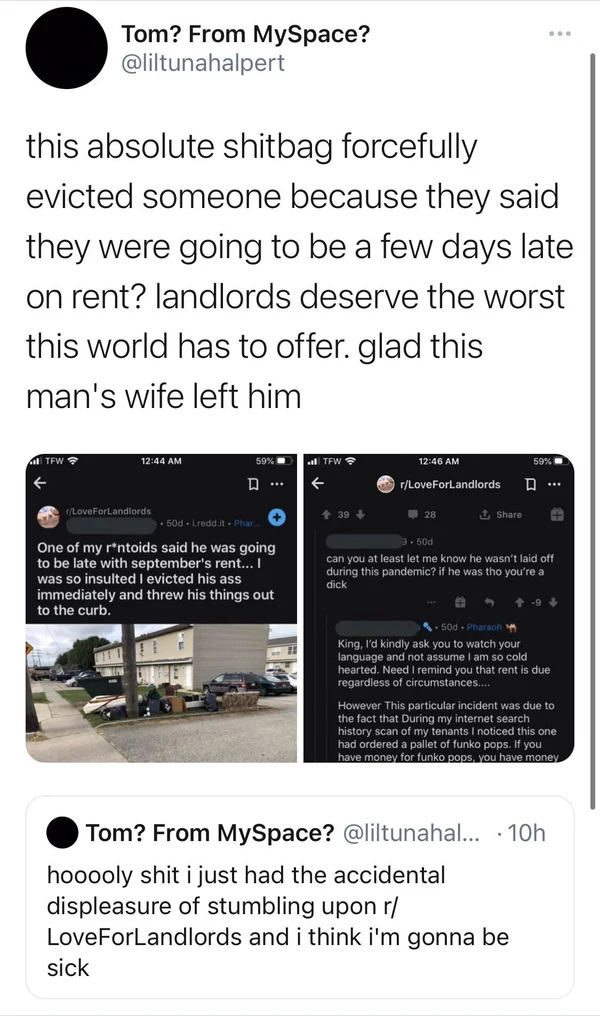 Tom? From MySpace?
@liltunahalpert
this absolute shitbag forcefully
evicted someone because they said
they were going to be a few days late
on rent? landlords deserve the worst
this world has to offer. glad this
man's wife left him
TFW 12:44 AM 59%
r/LoveForLandlords
• 50d • i.redd.it • Phar...
One of my r*ntoids said he was going
to be late with september's rent... I
was so insulted I evicted his ass
immediately and threw his things out
to the curb.
TFW 12:46 AM 59%
r/LoveForLandlords
39 28 Share
9 • 50d
can you at least let me know he wasn't laid off
during this pandemic? if he was tho you're a
dick
... -9
• 50d • Pharaoh
King, I'd kindly ask you to watch your
language and not assume I am so cold
hearted. Need I remind you that rent is due
regardless of circumstances....
However This particular incident was due to
the fact that During my internet search
history scan of my tenants I noticed this one
had ordered a pallet of funko pops. If you
have money for funko pops, you have money
Tom? From MySpace? @liltunahal... · 10h
hooooly shit i just had the accidental
displeasure of stumbling upon r/
LoveForLandlords and i think i'm gonna be
sick